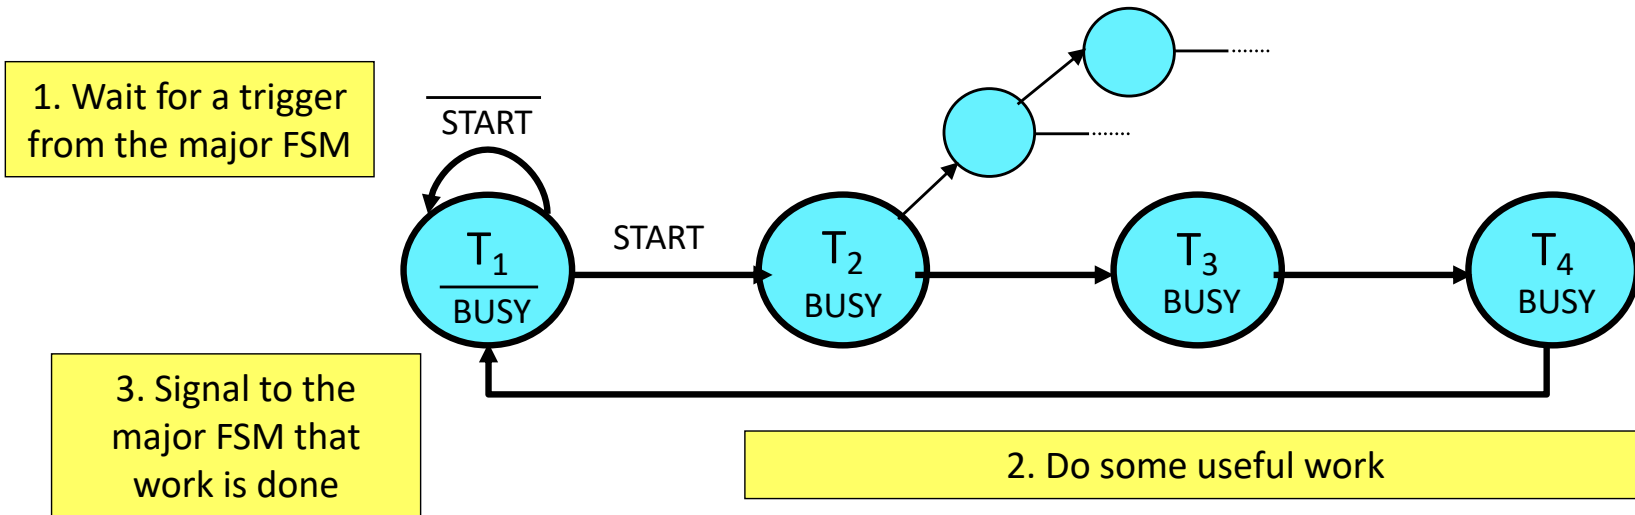 1. Wait for a trigger
from the major FSM
START
START
T₁
BUSY
T₂
BUSY
T₃
BUSY
T₄
BUSY
3. Signal to the
major FSM that
work is done
2. Do some useful work